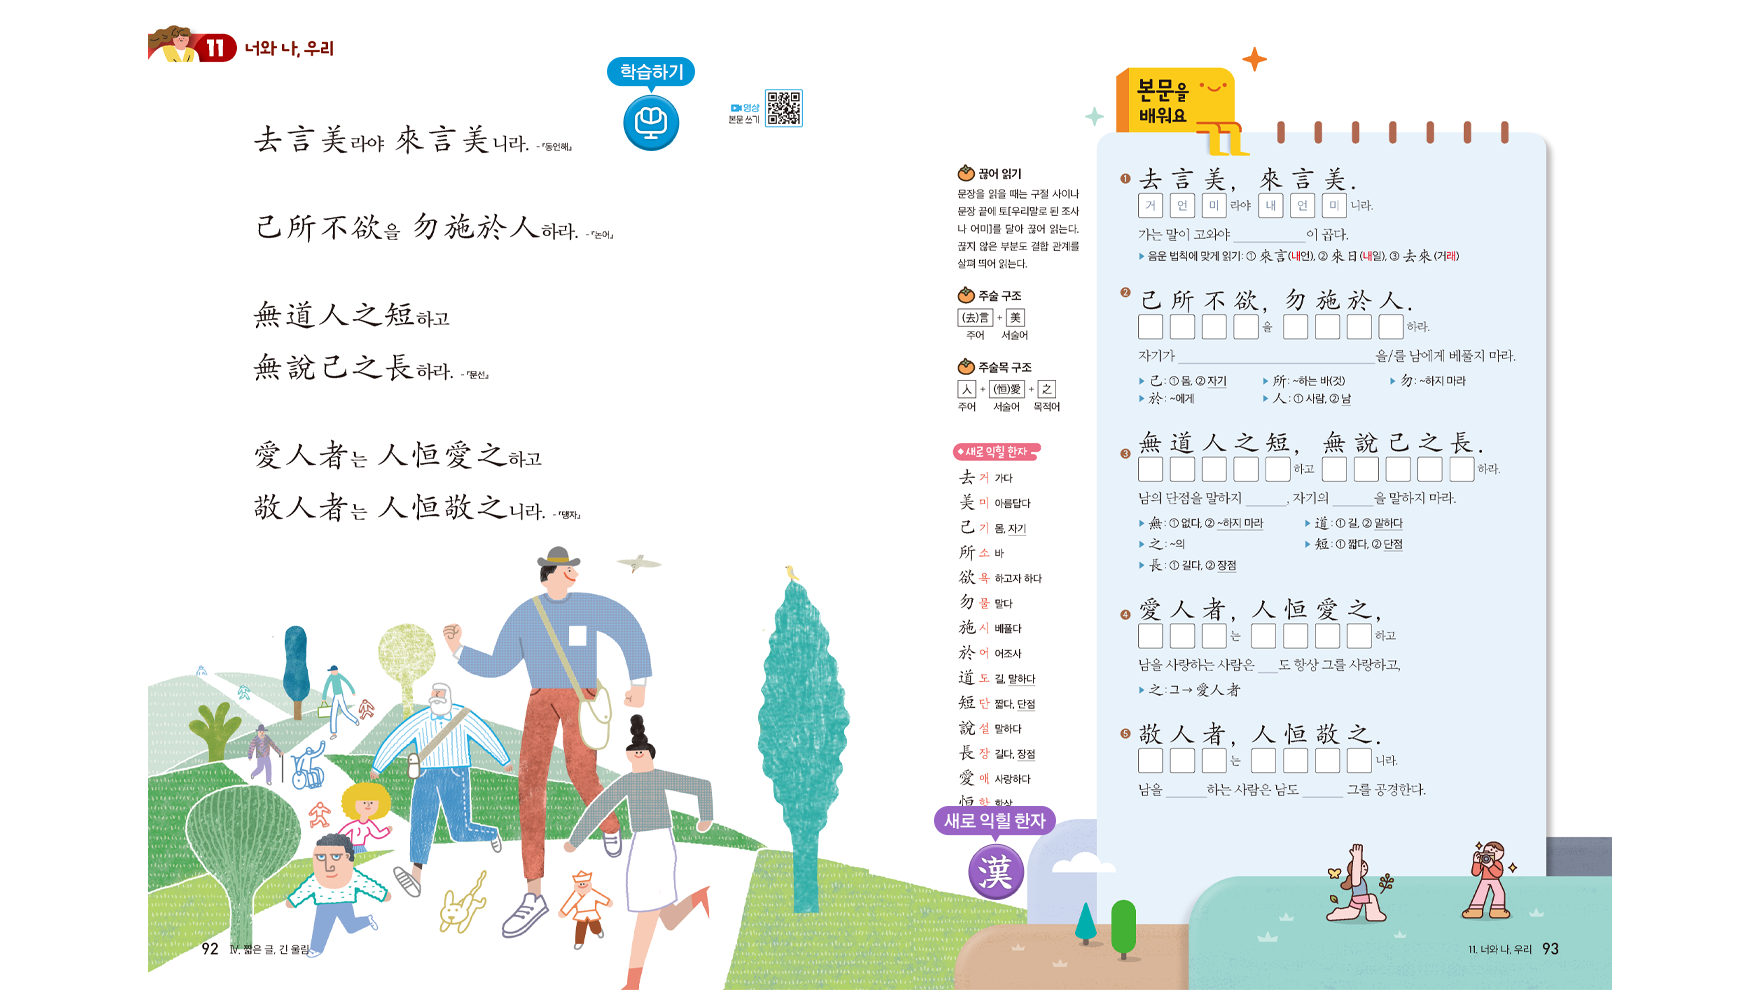 11 너와 나, 우리
학습하기
영상
본문 쓰기
去言美라야 來言美니라. -『동언해』
己所不欲을 勿施於人하라. -『논어』
無道人之短하고
無說己之長하라. -『문선』
愛人者는 人恒愛之하고
敬人者는 人恒敬之니라. -『맹자』
92 Ⅳ. 짧은 글, 긴 울림
끊어 읽기
문장을 읽을 때는 구절 사이나
문장 끝에 토[우리말로 된 조사
나 어미]를 달아 끊어 읽는다.
끊지 않은 부분도 결합 관계를
살펴 띄어 읽는다.
주술 구조
(去)言 + 美
주어 서술어
주술목 구조
人 + (恒)愛 + 之
주어 서술어 목적어
새로 익힐 한자
去 거 가다
美 미 아름답다
己 기 몸, 자기
所 소 바
欲 욕 하고자 하다
勿 물 말다
施 시 베풀다
於 어 어조사
道 도 길, 말하다
短 단 짧다, 단점
說 설 말하다
長 장 길다, 장점
愛 애 사랑하다
恒 항 항상
새로 익힐 한자
漢
본문을
배워요
1 去言美, 來言美.
거 언 미 라야 내 언 미 니라.
가는 말이 고와야 ________이 곱다.
▶ 음운 법칙에 맞게 읽기: ① 來言(내언), ② 來日(내일), ③ 去來(거래)
2 己所不欲, 勿施於人.
을 하라.
자기가 ________을/를 남에게 베풀지 마라.
▶ 己: ① 몸, ② 자기 ▶ 所: ~하는 바(것) ▶ 勿: ~하지 마라
▶ 於: ~에게 ▶ 人: ① 사람, ② 남
3 無道人之短, 無說己之長.
하고 하라.
남의 단점을 말하지 ____, 자기의 ____을 말하지 마라.
▶ 無: ① 없다, ② ~하지 마라 ▶ 道: ① 길, ② 말하다
▶ 之: ~의 ▶ 短: ① 짧다, ② 단점
▶ 長: ① 길다, ② 장점
4 愛人者, 人恒愛之,
는 하고
남을 사랑하는 사람은 __도 항상 그를 사랑하고,
▶ 之: 그 → 愛人者
5 敬人者, 人恒敬之.
는 니라.
남을 ____하는 사람은 남도 ____ 그를 공경한다.
11. 너와 나, 우리 93